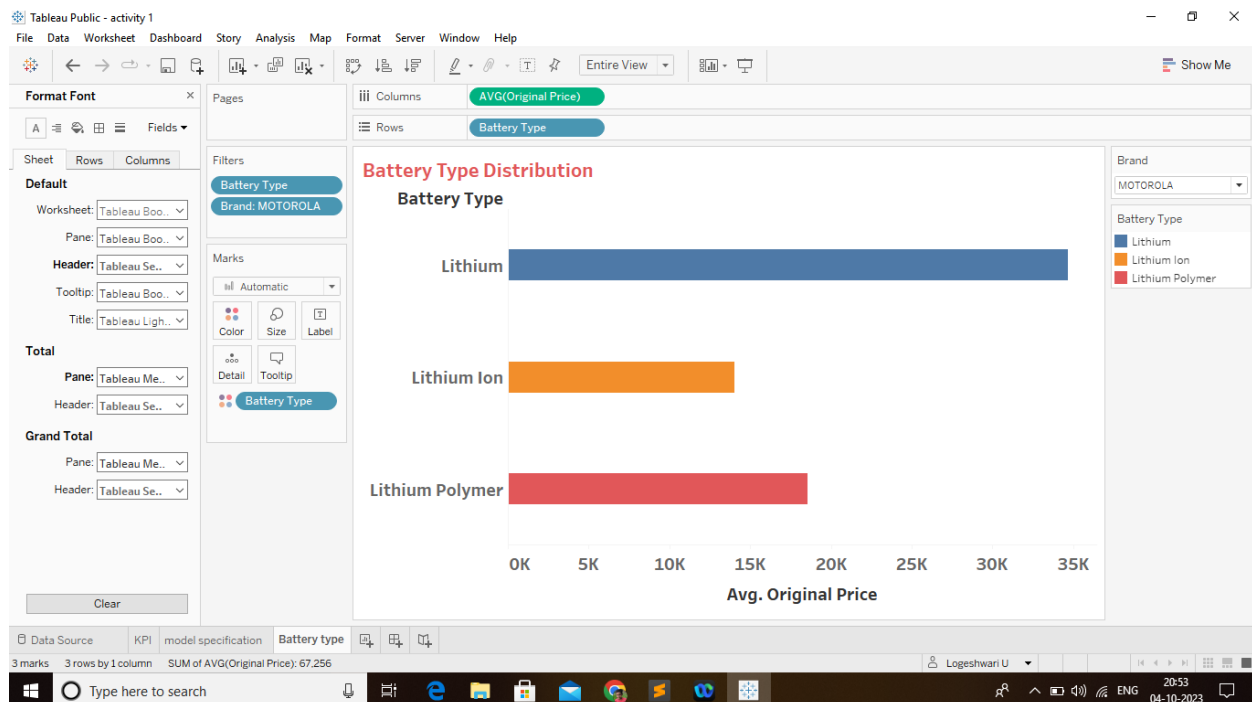 Tableau Public - activity 1
File Data Worksheet Dashboard Story Analysis Map Format Server Window Help
Entire View
Show Me
Format Font
Fields
Sheet Rows Columns
Default
Worksheet: Tableau Boo..
Pane: Tableau Boo..
Header: Tableau Se..
Tooltip: Tableau Boo..
Title: Tableau Ligh..
Total
Pane: Tableau Me..
Header: Tableau Se..
Grand Total
Pane: Tableau Me..
Header: Tableau Se..
Clear
Pages
Filters
Battery Type
Brand: MOTOROLA
Marks
Automatic
Color Size Label
Detail Tooltip
Battery Type
Columns AVG(Original Price)
Rows Battery Type
Battery Type Distribution
Battery Type
Lithium
Lithium Ion
Lithium Polymer
0K 5K 10K 15K 20K 25K 30K 35K
Avg. Original Price
Brand
MOTOROLA
Battery Type
Lithium
Lithium Ion
Lithium Polymer
Data Source KPI model specification Battery type
3 marks 3 rows by 1 column SUM of AVG(Original Price): 67,256
Logeshwari U
Type here to search
ENG
20:53
04-10-2023